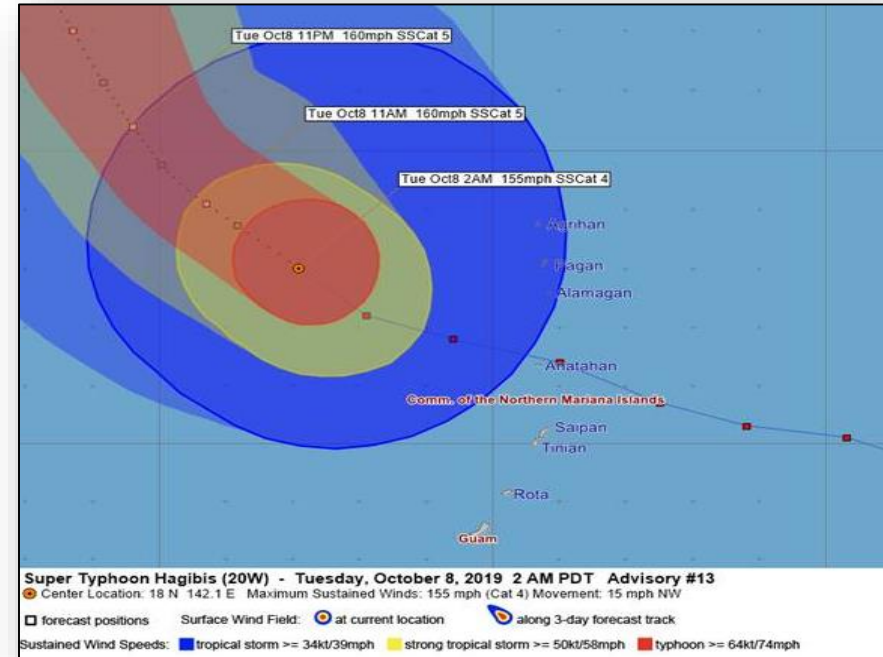 Tue Oct8 11PM 160mph SSCat 5
Tue Oct8 11AM 160mph SSCat 5
Tue Oct8 2AM 155mph SSCat 4
Agrihan
Pagan
Alamagan
Anatahan
Comm. of the Northern Mariana Islands
Saipan
Tinian
Rota
Guam
Super Typhoon Hagibis (20W) - Tuesday, October 8, 2019 2 AM PDT Advisory #13
Center Location: 18 N 142.1 E Maximum Sustained Winds: 155 mph (Cat 4) Movement: 15 mph NW
forecast positions Surface Wind Field: at current location along 3-day forecast track
Sustained Wind Speeds: tropical storm >= 34kt/39mph strong tropical storm >= 50kt/58mph typhoon >= 64kt/74mph